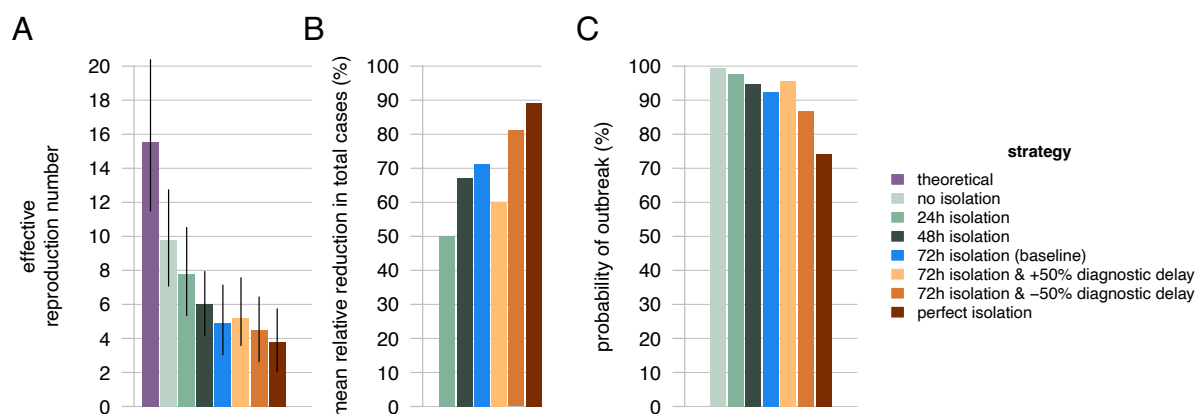 A
B
C
effective
reproduction number
20
18
16
14
12
10
8
6
4
2
0
mean relative reduction in total cases (%)
100
90
80
70
60
50
40
30
20
10
0
probability of outbreak (%)
100
90
80
70
60
50
40
30
20
10
0
strategy
theoretical
no isolation
24h isolation
48h isolation
72h isolation (baseline)
72h isolation & +50% diagnostic delay
72h isolation & −50% diagnostic delay
perfect isolation